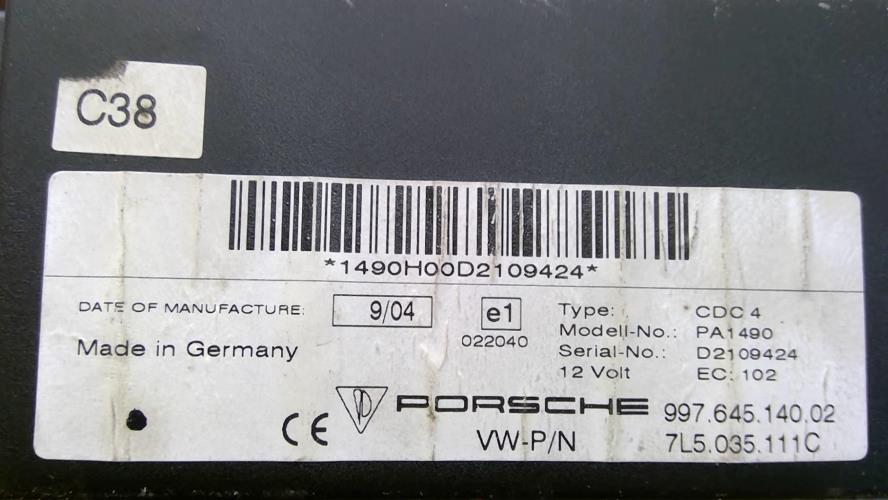 C38
*1490H00D2109424*
DATE OF MANUFACTURE: 9/04
Made in Germany
e1
022040
Type: CDC 4
Modell-No.: PA1490
Serial-No.: D2109424
12 Volt EC: 102
CE PORSCHE 997.645.140.02
VW-P/N 7L5.035.111C